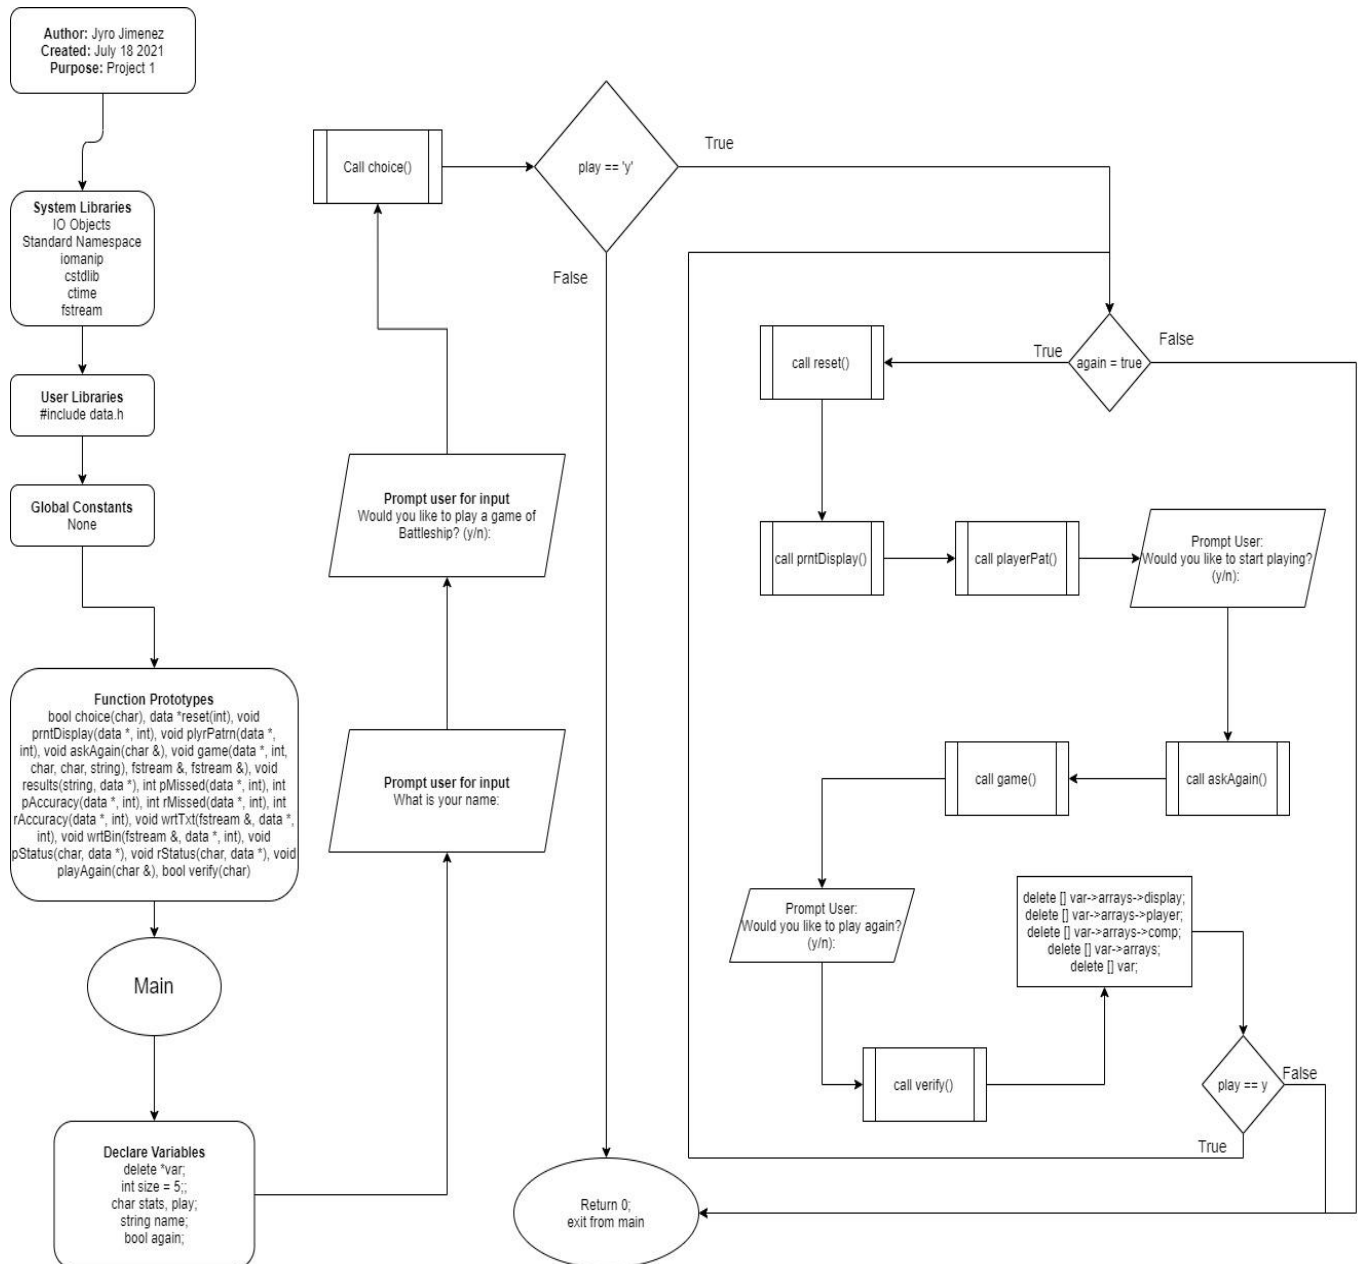 Author: Jyro Jimenez
Created: July 18 2021
Purpose: Project 1
System Libraries
IO Objects
Standard Namespace
iomanip
cstdlib
ctime
fstream
User Libraries
#include data.h
Global Constants
None
Function Prototypes
bool choice(char), data *reset(int), void
prntDisplay(data *, int), void plyrPatrn(data *,
int), void askAgain(char &), void game(data *, int,
char, char, string), fstream &, fstream &), void
results(string, data *), int pMissed(data *, int), int
pAccuracy(data *, int), int rMissed(data *, int), int
rAccuracy(data *, int), void wrtTxt(fstream &, data *,
int), void wrtBin(fstream &, data *, int), void
pStatus(char, data *), void rStatus(char, data *), void
playAgain(char &), bool verify(char)
Main
Declare Variables
delete *var;
int size = 5;;
char stats, play;
string name;
bool again;
Prompt user for input
What is your name:
Prompt user for input
Would you like to play a game of
Battleship? (y/n):
Call choice()
play == 'y'
True
False
again = true
True
False
call reset()
call prntDisplay()
call playerPat()
Prompt User:
Would you like to start playing?
(y/n):
call askAgain()
call game()
Prompt User:
Would you like to play again?
(y/n):
call verify()
delete [] var->arrays->display;
delete [] var->arrays->player;
delete [] var->arrays->comp;
delete [] var->arrays;
delete [] var;
play == y
False
True
Return 0;
exit from main